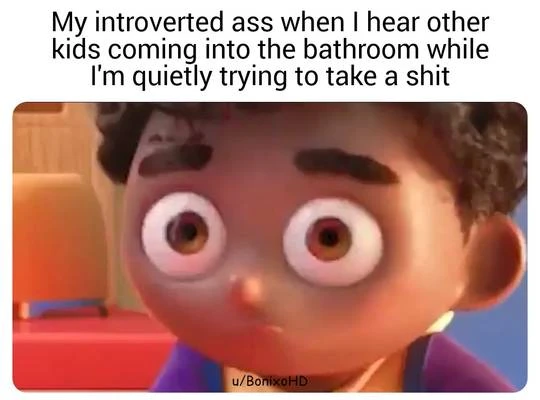 My introverted ass when I hear other
kids coming into the bathroom while
I'm quietly trying to take a shit
u/BonixoHD